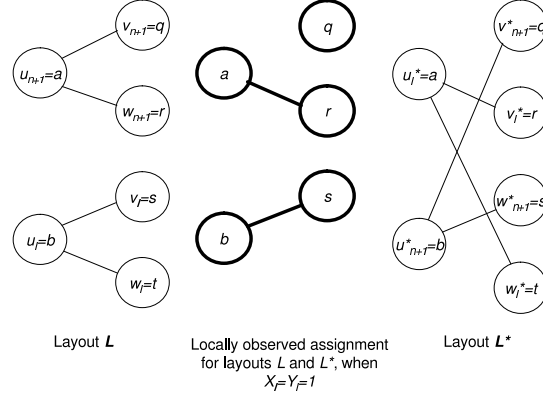 v_{n+1}=q
u_{n+1}=a
w_{n+1}=r
v_l=s
u_l=b
w_l=t
Layout L
q
a
r
s
b
Locally observed assignment
for layouts L and L*, when
X_l=Y_l=1
v*_{n+1}=q
u_l*=a
v_l*=r
w*_{n+1}=s
u*_{n+1}=b
w_l*=t
Layout L*